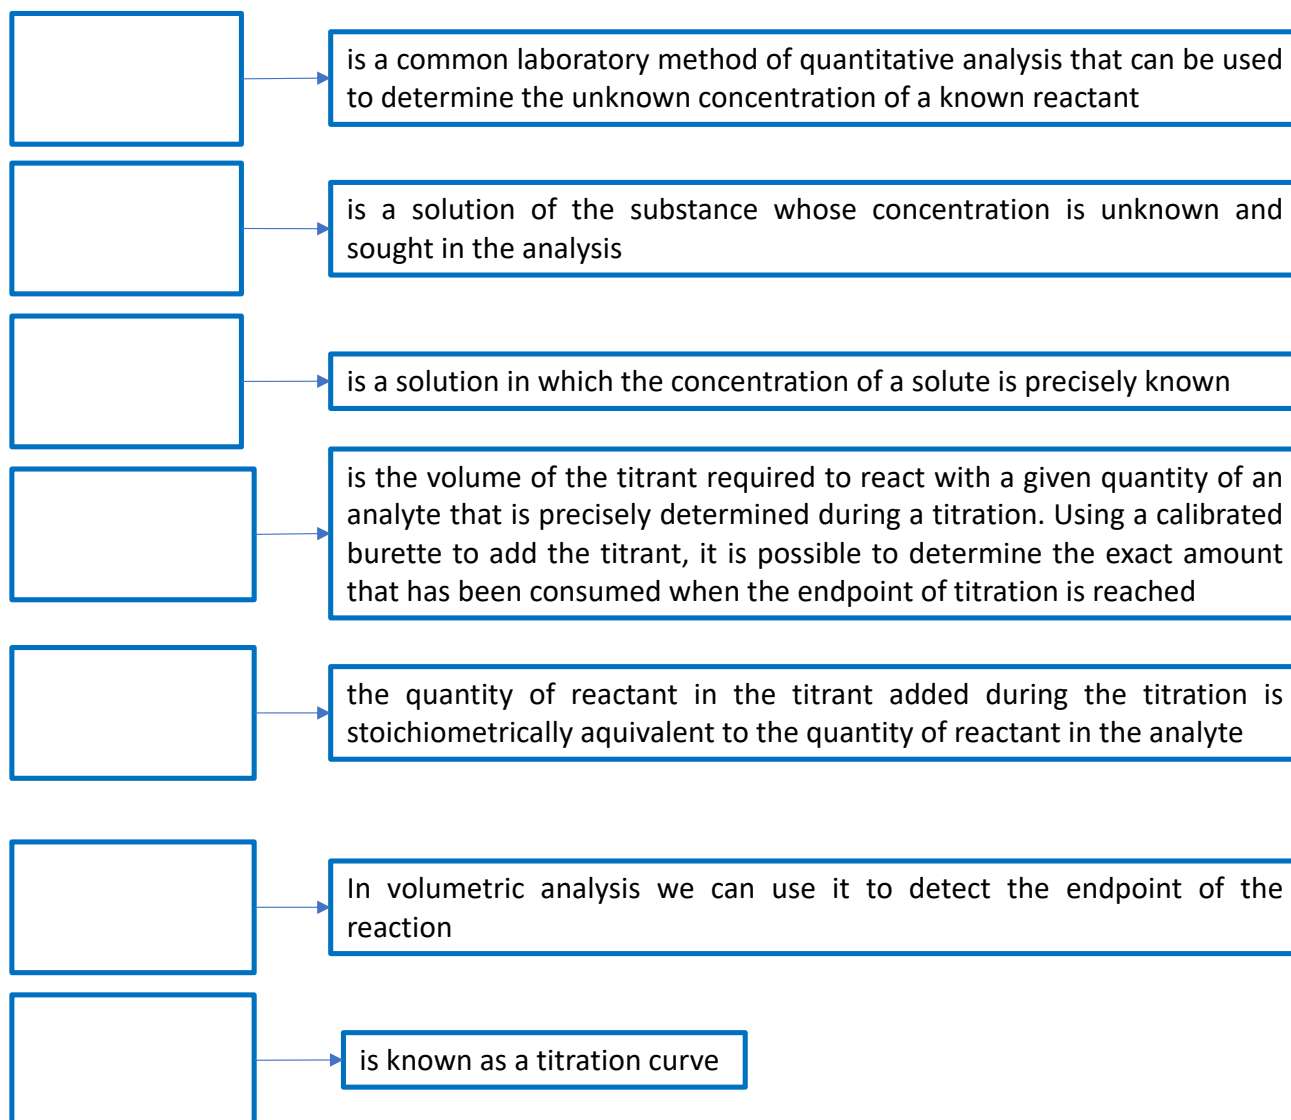 is a common laboratory method of quantitative analysis that can be used
to determine the unknown concentration of a known reactant
is a solution of the substance whose concentration is unknown and
sought in the analysis
is a solution in which the concentration of a solute is precisely known
is the volume of the titrant required to react with a given quantity of an
analyte that is precisely determined during a titration. Using a calibrated
burette to add the titrant, it is possible to determine the exact amount
that has been consumed when the endpoint of titration is reached
the quantity of reactant in the titrant added during the titration is
stoichiometrically aquivalent to the quantity of reactant in the analyte
In volumetric analysis we can use it to detect the endpoint of the
reaction
is known as a titration curve